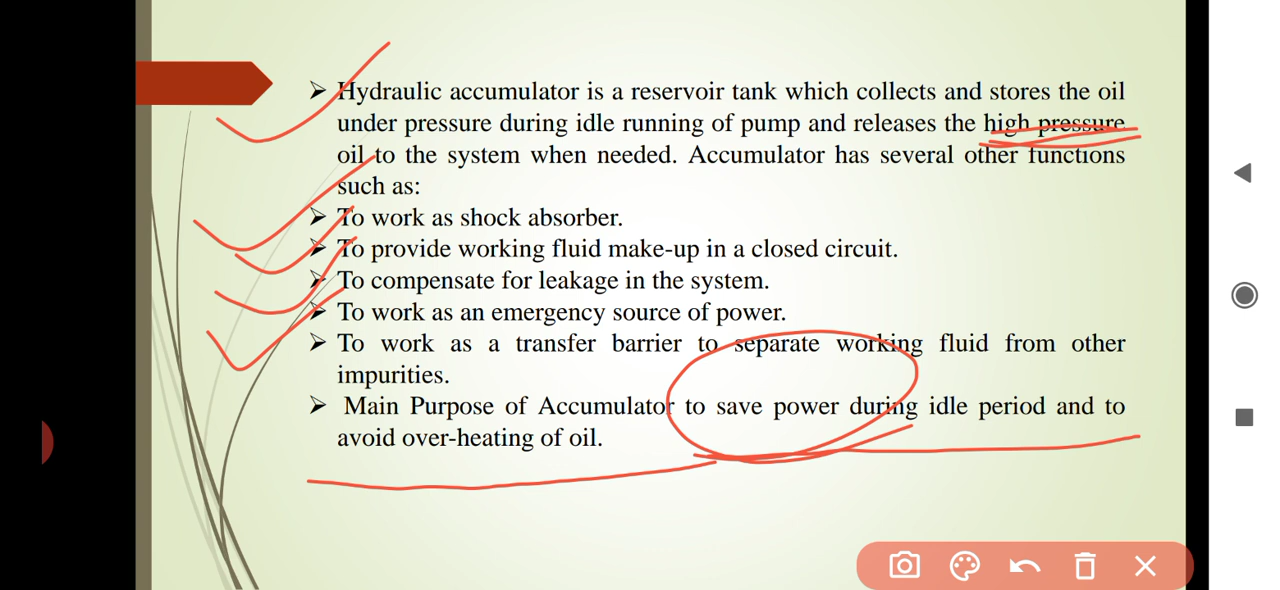 ➤ Hydraulic accumulator is a reservoir tank which collects and stores the oil
under pressure during idle running of pump and releases the high pressure
oil to the system when needed. Accumulator has several other functions
such as:
➤ To work as shock absorber.
➤ To provide working fluid make-up in a closed circuit.
➤ To compensate for leakage in the system.
➤ To work as an emergency source of power.
➤ To work as a transfer barrier to separate working fluid from other
impurities.
➤ Main Purpose of Accumulator to save power during idle period and to
avoid over-heating of oil.